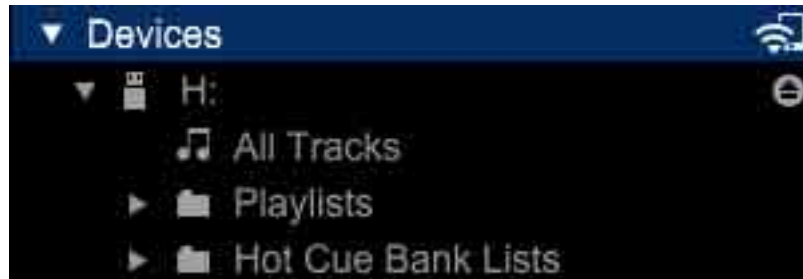 Devices
H:
All Tracks
Playlists
Hot Cue Bank Lists